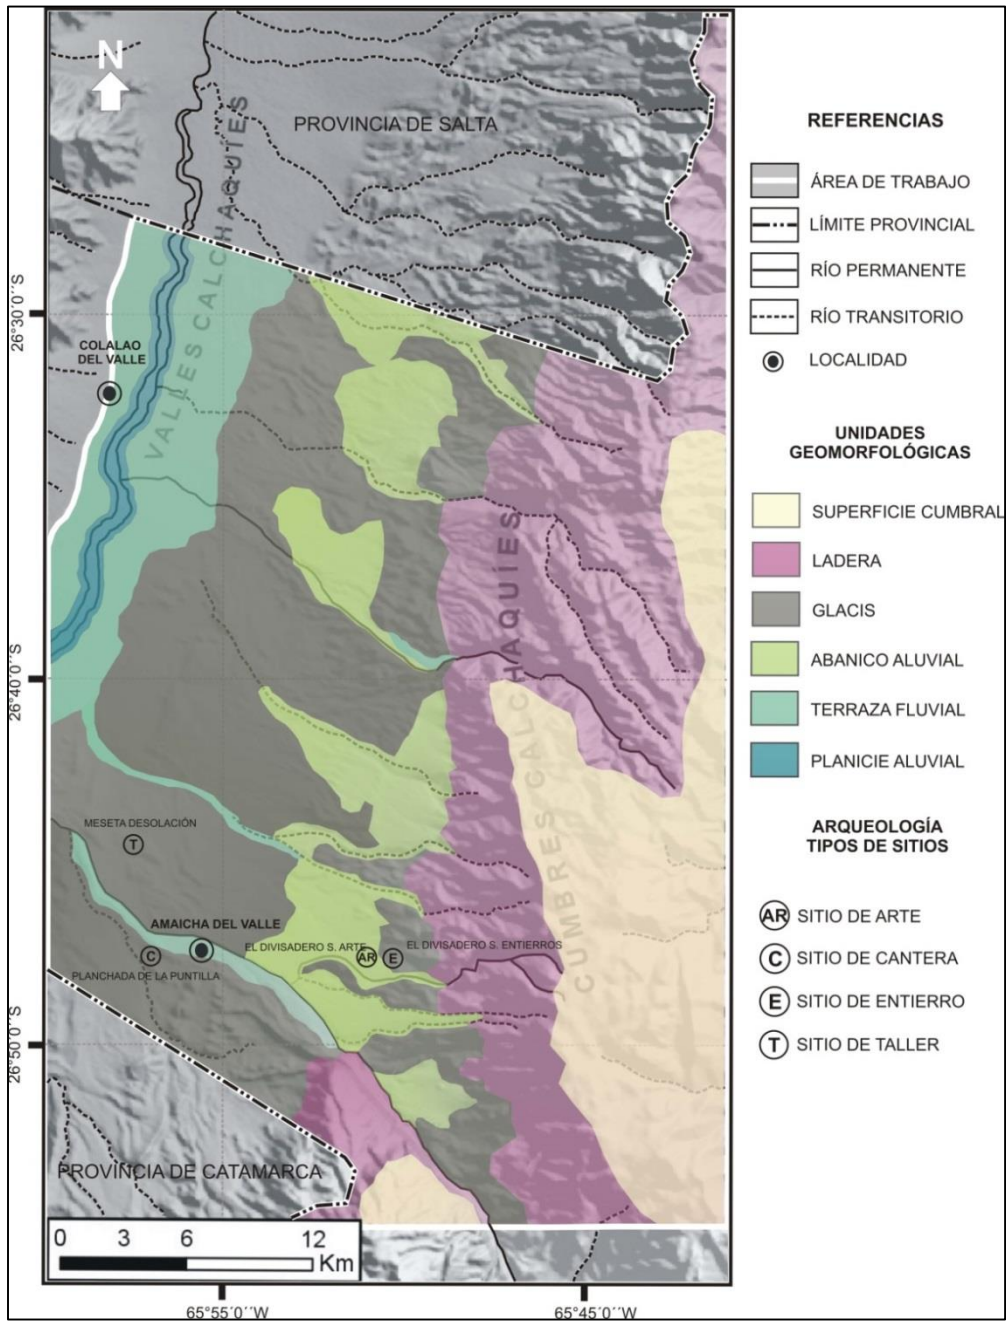 N
PROVINCIA DE SALTA
VALLES CALCHAQUÍES
26°30´0´´S
COLALAO
DEL VALLE
CUMBRES CALCHAQUÍES
26°40´0´´S
MESETA DESOLACIÓN
T
AMAICHA DEL VALLE
C
PLANCHADA DE LA PUNTILLA
EL DIVISADERO S. ARTE
AR
E
EL DIVISADERO S. ENTIERROS
26°50´0´´S
PROVÍNCIA DE CATAMARCA
0 3 6 12
Km
65°55´0´´W
65°45´0´´W
REFERENCIAS
ÁREA DE TRABAJO
LÍMITE PROVINCIAL
RÍO PERMANENTE
RÍO TRANSITORIO
LOCALIDAD
UNIDADES
GEOMORFOLÓGICAS
SUPERFICIE CUMBRAL
LADERA
GLACIS
ABANICO ALUVIAL
TERRAZA FLUVIAL
PLANICIE ALUVIAL
ARQUEOLOGÍA
TIPOS DE SITIOS
AR SITIO DE ARTE
C SITIO DE CANTERA
E SITIO DE ENTIERRO
T SITIO DE TALLER